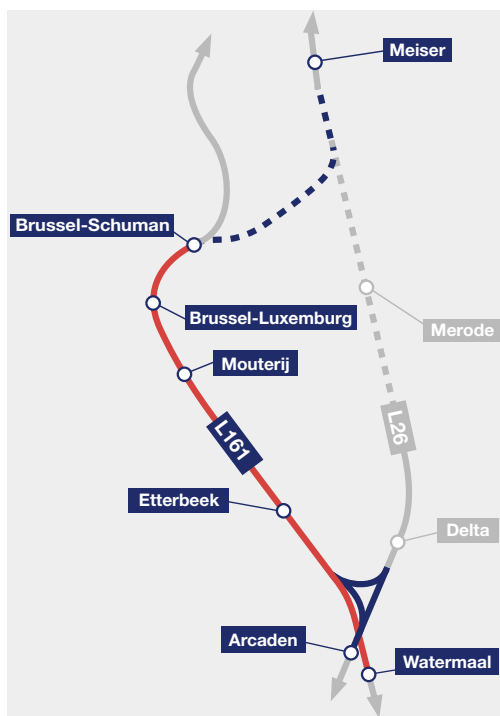 Meiser
Brussel-Schuman
Brussel-Luxemburg
Merode
Mouterij
L161
L26
Etterbeek
Delta
Arcaden
Watermaal